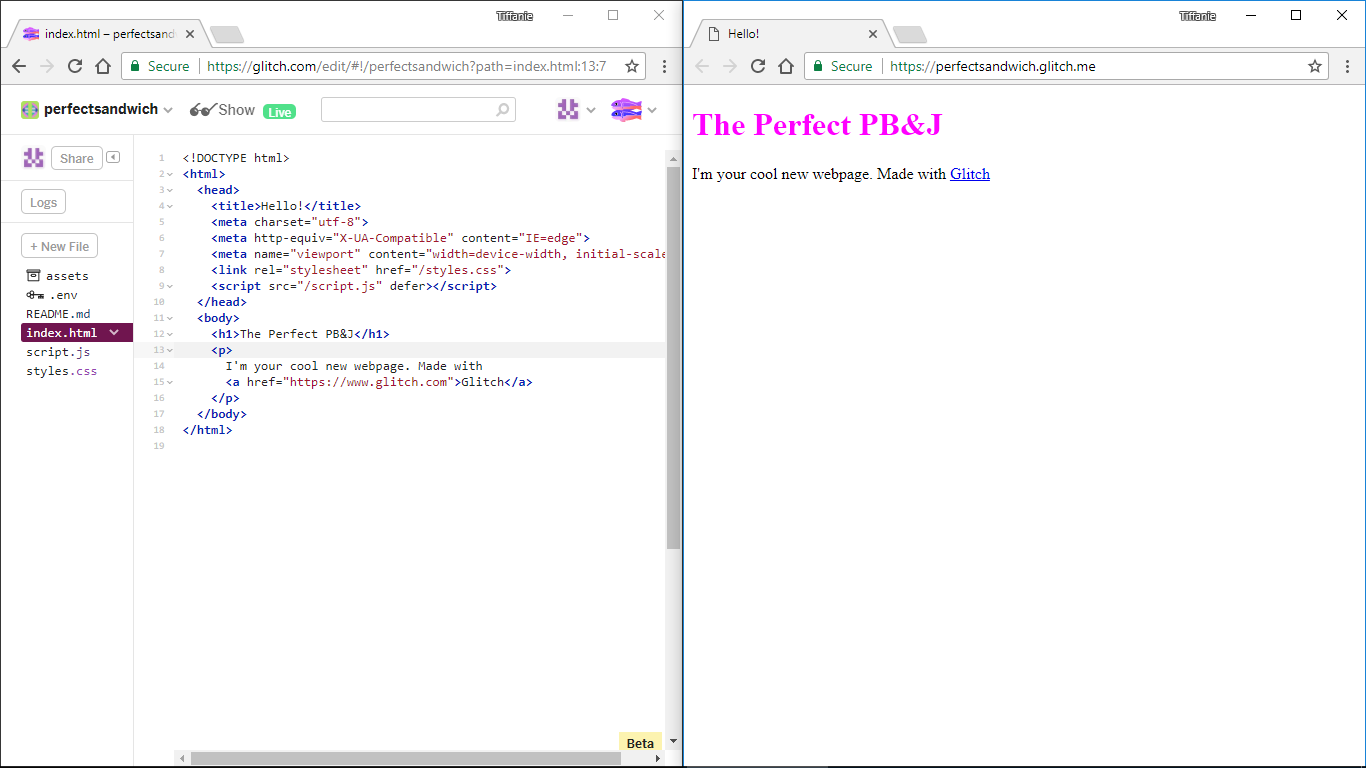 Tiffanie
index.html – perfectsand
Secure https://glitch.com/edit/#!/perfectsandwich?path=index.html:13:7
perfectsandwich Show Live
Share
Logs
+ New File
assets
.env
README.md
index.html
script.js
styles.css
1 <!DOCTYPE html>
2 <html>
3 <head>
4 <title>Hello!</title>
5 <meta charset="utf-8">
6 <meta http-equiv="X-UA-Compatible" content="IE=edge">
7 <meta name="viewport" content="width=device-width, initial-scale
8 <link rel="stylesheet" href="/styles.css">
9 <script src="/script.js" defer></script>
10 </head>
11 <body>
12 <h1>The Perfect PB&J</h1>
13 <p>
14 I'm your cool new webpage. Made with
15 <a href="https://www.glitch.com">Glitch</a>
16 </p>
17 </body>
18 </html>
19
Beta
Tiffanie
Hello!
Secure https://perfectsandwich.glitch.me
The Perfect PB&J
I'm your cool new webpage. Made with Glitch